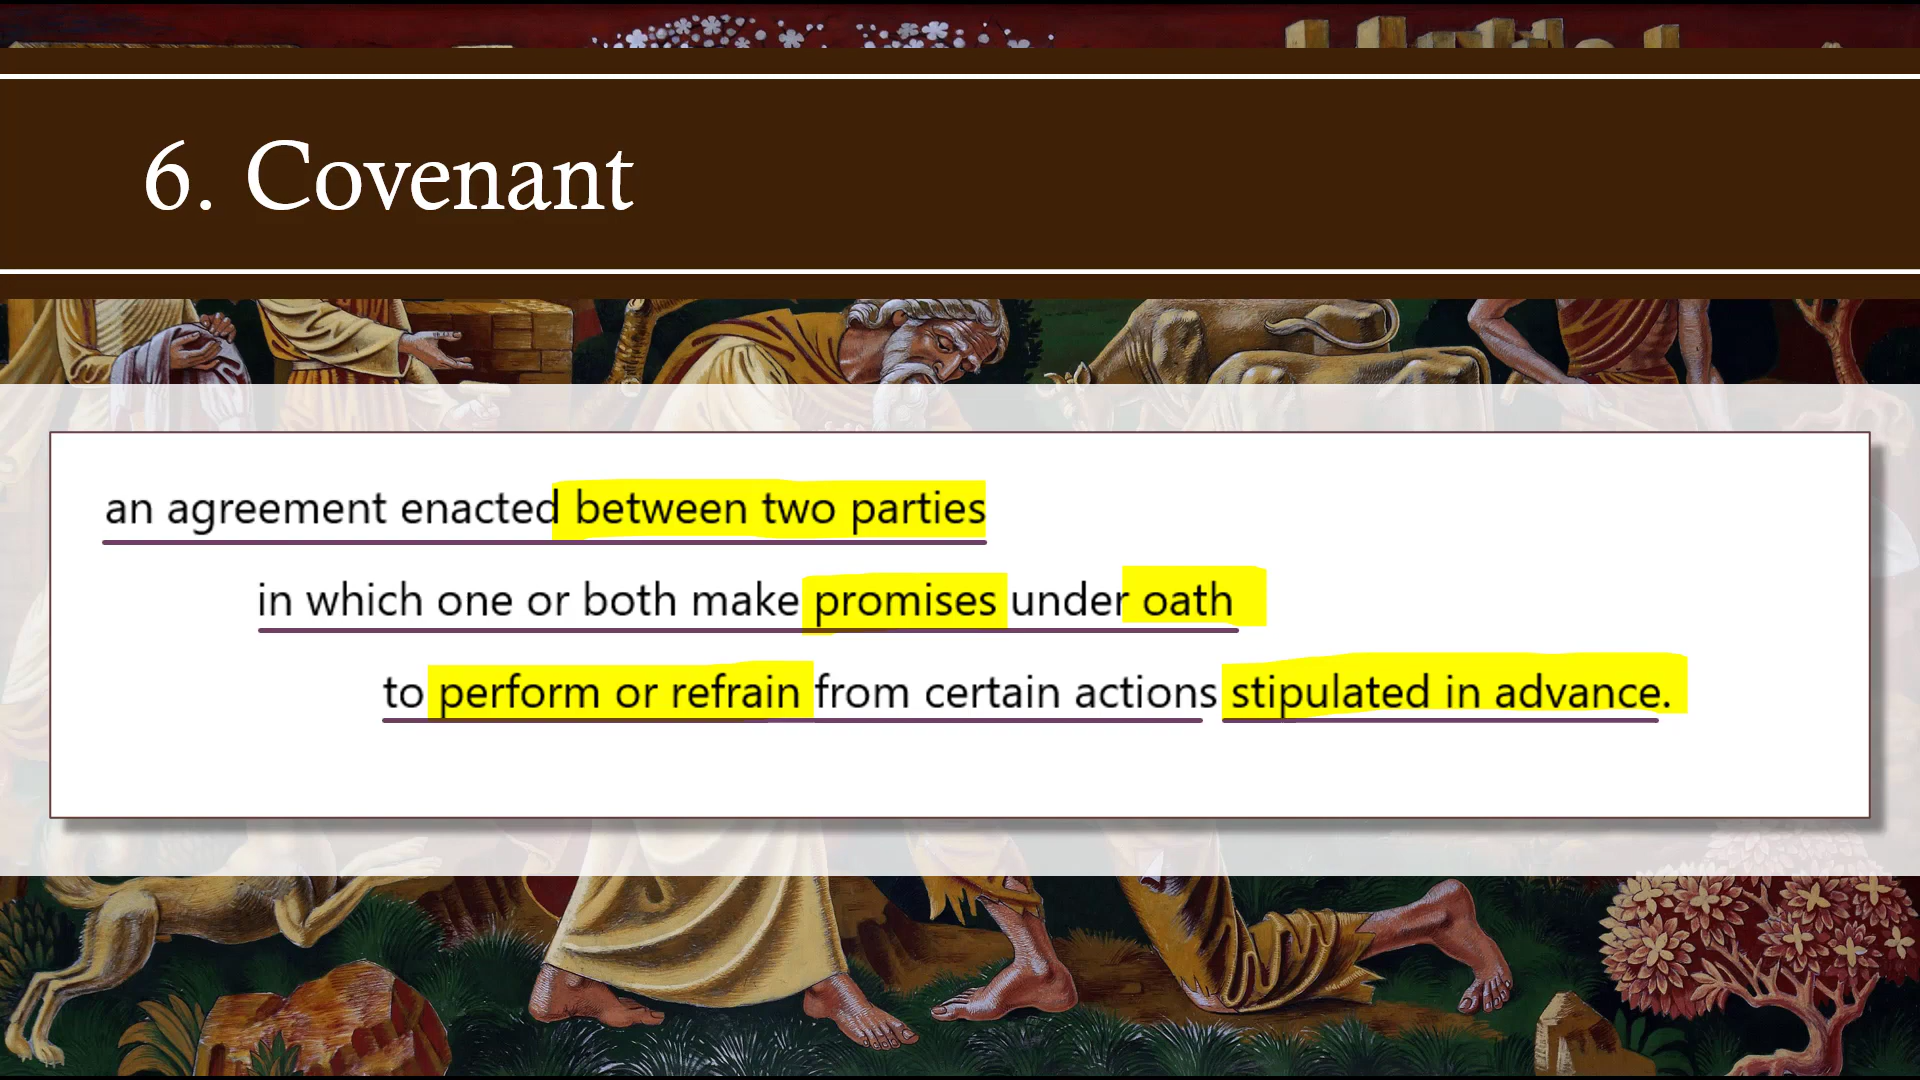 6. Covenant
an agreement enacted between two parties
in which one or both make promises under oath
to perform or refrain from certain actions stipulated in advance.